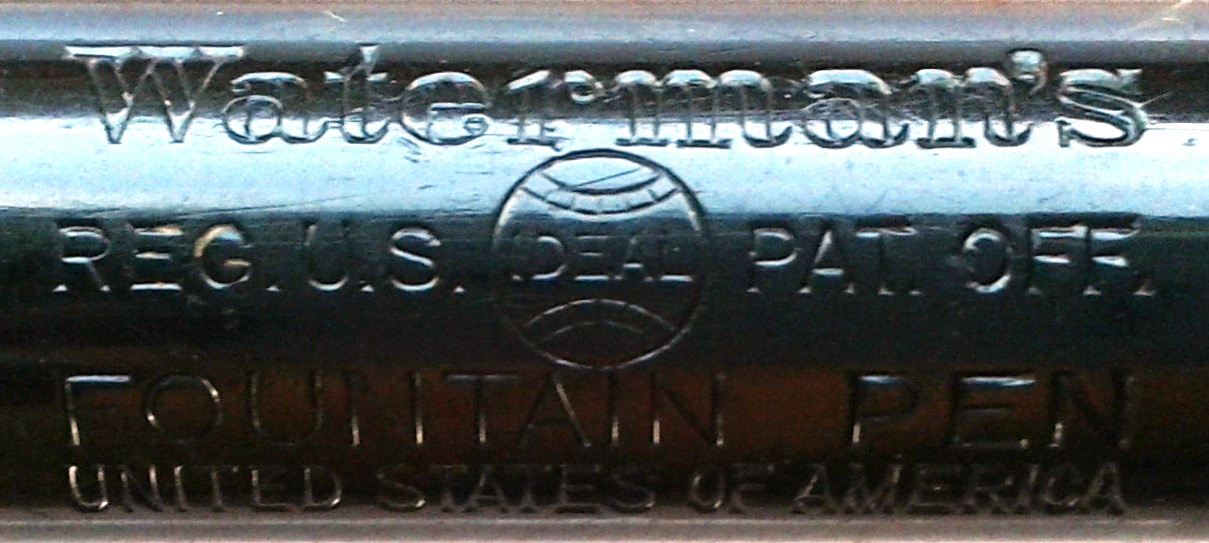 Waterman's
REG. U.S. IDEAL PAT. OFF.
FOUNTAIN PEN
UNITED STATES OF AMERICA